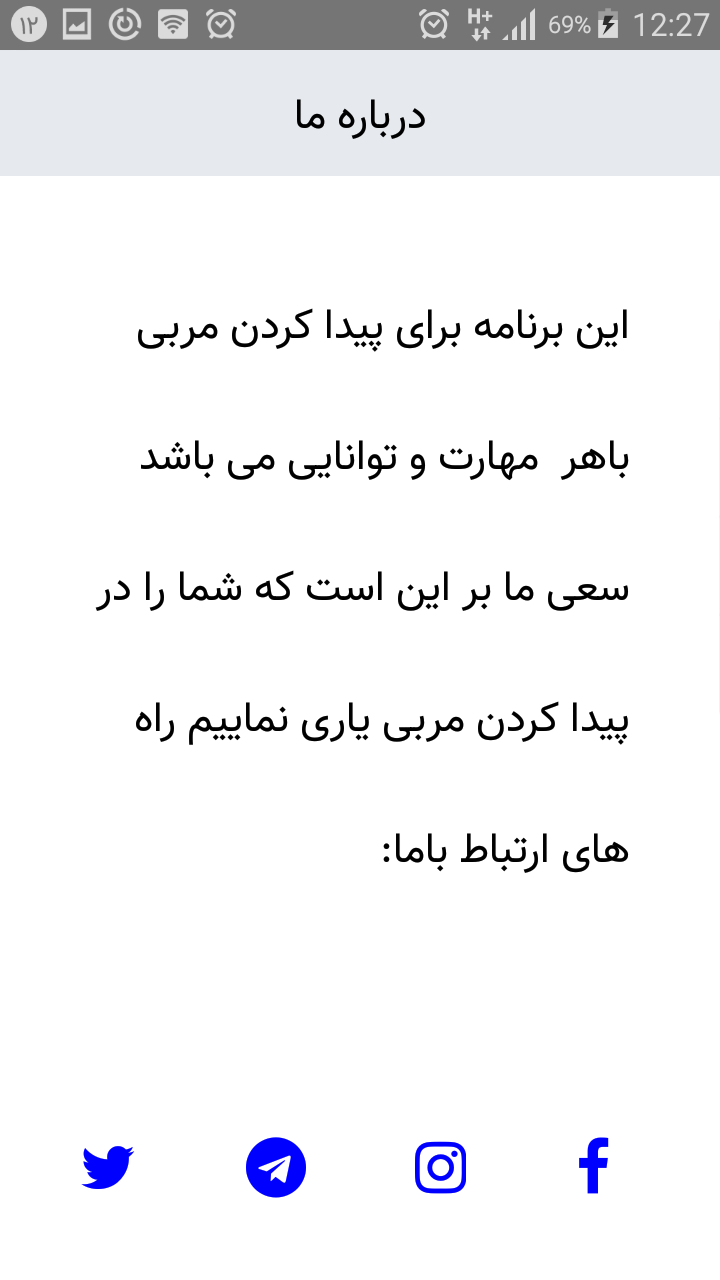 ۱۲ H+ 69% 12:27
درباره ما
این برنامه برای پیدا کردن مربی
باهر  مهارت و توانایی می باشد
سعی ما بر این است که شما را در
پیدا کردن مربی یاری نماییم راه
های ارتباط باما: